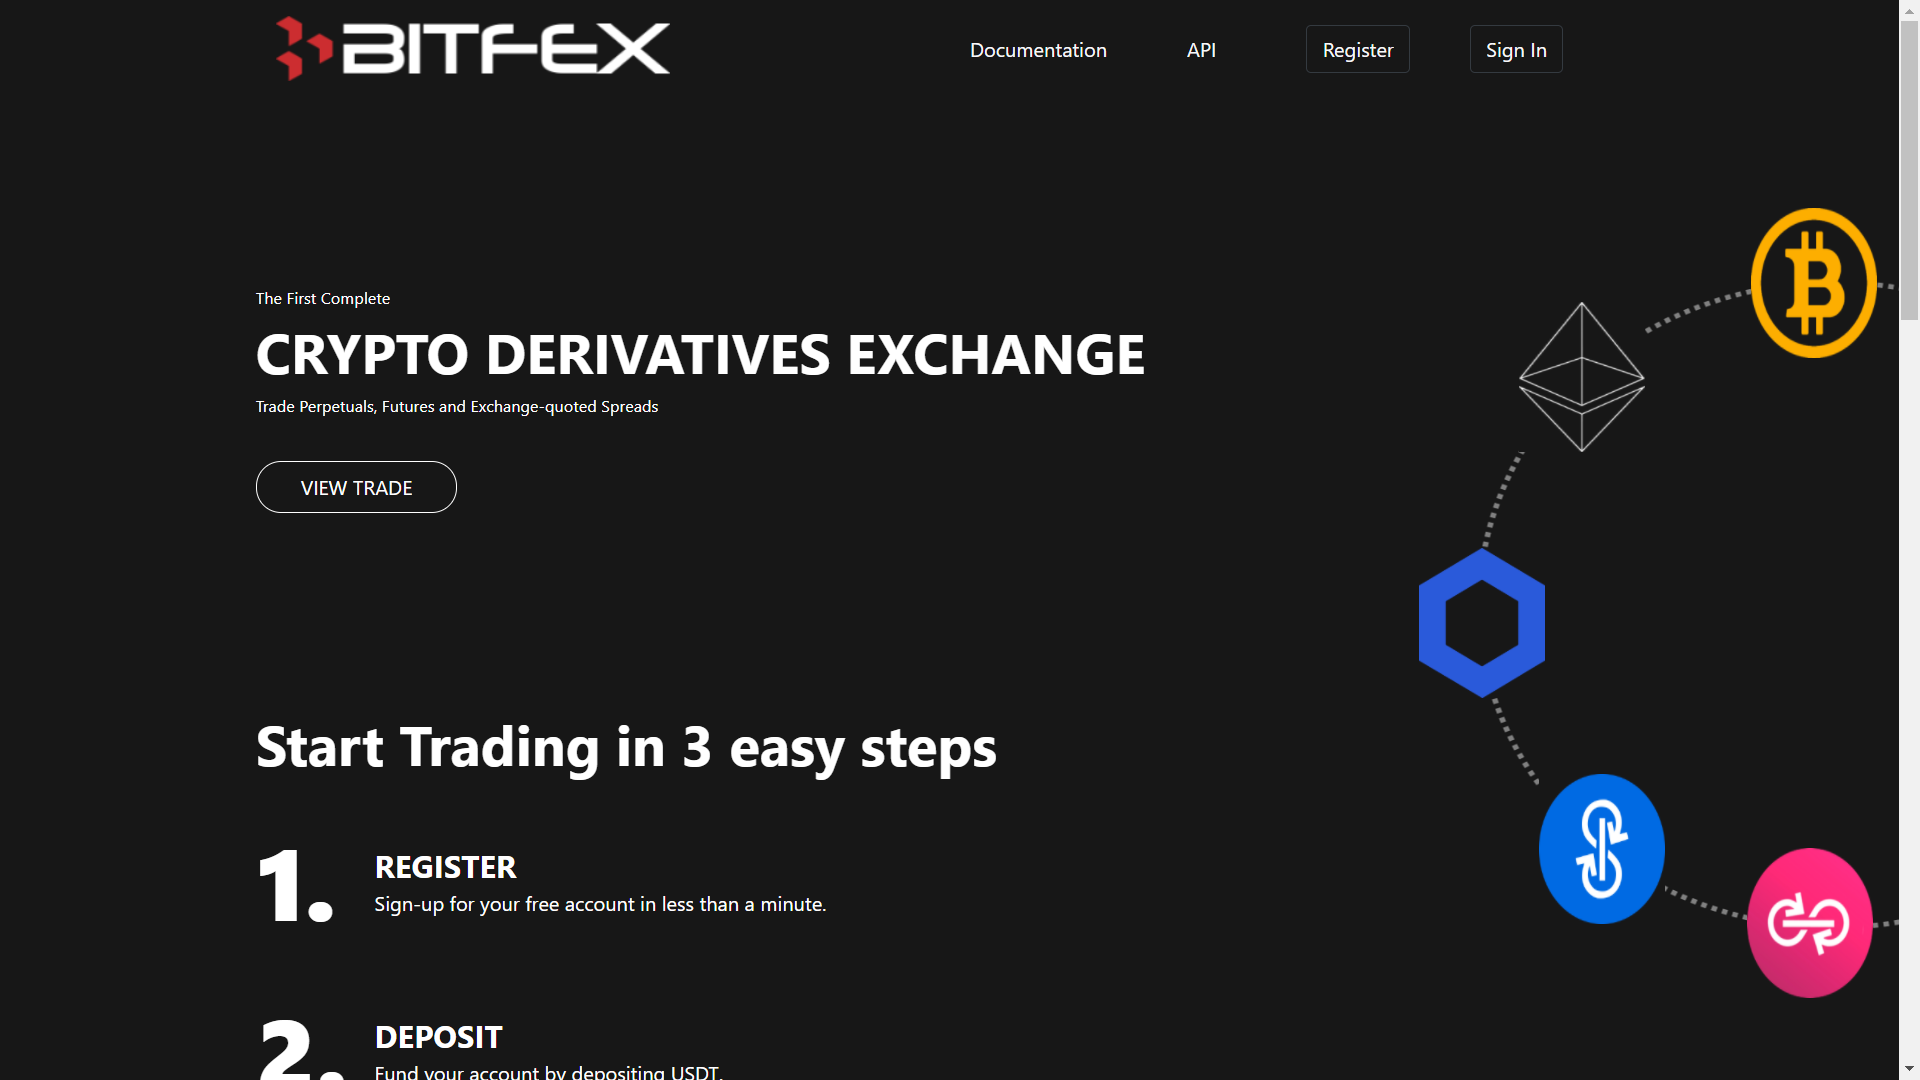 BITFEX
Documentation
API
Register
Sign In
The First Complete
CRYPTO DERIVATIVES EXCHANGE
Trade Perpetuals, Futures and Exchange-quoted Spreads
VIEW TRADE
Start Trading in 3 easy steps
1.
REGISTER
Sign-up for your free account in less than a minute.
2.
DEPOSIT
Fund your account by depositing USDT.